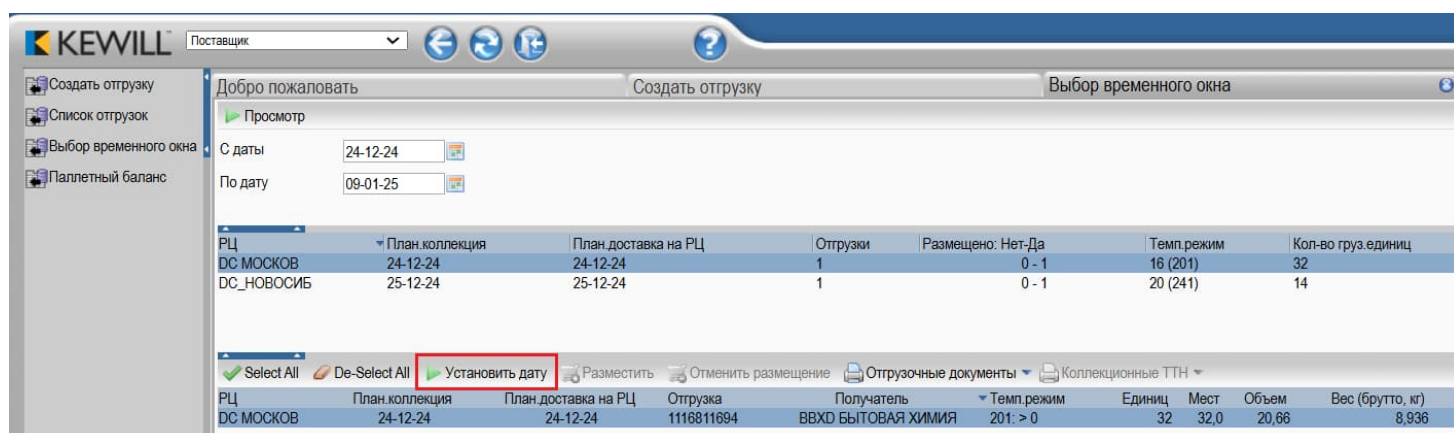 KEWILL Поставщик ?
Создать отгрузку
Список отгрузок
Выбор временного окна
Паллетный баланс
Добро пожаловать Создать отгрузку Выбор временного окна
Просмотр
С даты 24-12-24
По дату 09-01-25
РЦ План.коллекция План.доставка на РЦ Отгрузки Размещено: Нет-Да Темп.режим Кол-во груз.единиц
DC МОСКОВ 24-12-24 24-12-24 1 0 - 1 16 (201) 32
DC_НОВОСИБ 25-12-24 25-12-24 1 0 - 1 20 (241) 14
Select All De-Select All Установить дату Разместить Отменить размещение Отгрузочные документы Коллекционные ТТН
РЦ План.коллекция План.доставка на РЦ Отгрузка Получатель Темп.режим Единиц Мест Объем Вес (брутто, кг)
DC МОСКОВ 24-12-24 24-12-24 1116811694 BBXD БЫТОВАЯ ХИМИЯ 201: > 0 32 32,0 20,66 8,936